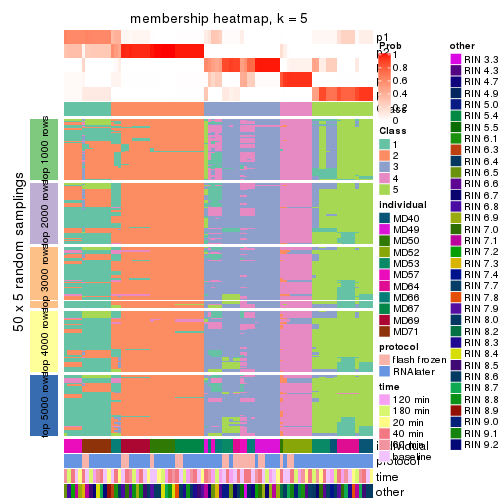 membership heatmap, k = 5
50 x 5 random samplings
top 1000 rows
top 2000 rows
top 3000 rows
top 4000 rows
top 5000 rows
p1
p2
protocol
time
other
Prob
1
0.8
0.6
0.4
0.2
0
Class
1
2
3
4
5
individual
MD40
MD49
MD50
MD52
MD53
MD57
MD64
MD66
MD67
MD69
MD71
protocol
flash frozen
RNAlater
time
120 min
180 min
20 min
40 min
60 min
baseline
other
RIN 3.3
RIN 4.3
RIN 4.7
RIN 4.9
RIN 5.0
RIN 5.4
RIN 5.5
RIN 6.1
RIN 6.3
RIN 6.4
RIN 6.5
RIN 6.6
RIN 6.7
RIN 6.8
RIN 6.9
RIN 7.0
RIN 7.1
RIN 7.2
RIN 7.3
RIN 7.4
RIN 7.7
RIN 7.8
RIN 7.9
RIN 8.0
RIN 8.2
RIN 8.3
RIN 8.4
RIN 8.5
RIN 8.6
RIN 8.7
RIN 8.8
RIN 8.9
RIN 9.0
RIN 9.1
RIN 9.2